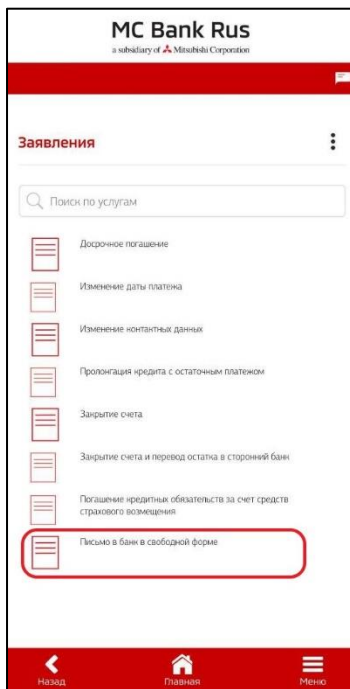 MC Bank Rus
a subsidiary of Mitsubishi Corporation
Заявления
Поиск по услугам
Досрочное погашение
Изменение даты платежа
Изменение контактных данных
Пролонгация кредита с остаточным платежом
Закрытие счета
Закрытие счета и перевод остатка в сторонний банк
Погашение кредитных обязательств за счет средств
страхового возмещения
Письмо в банк в свободной форме
Назад
Главная
Меню